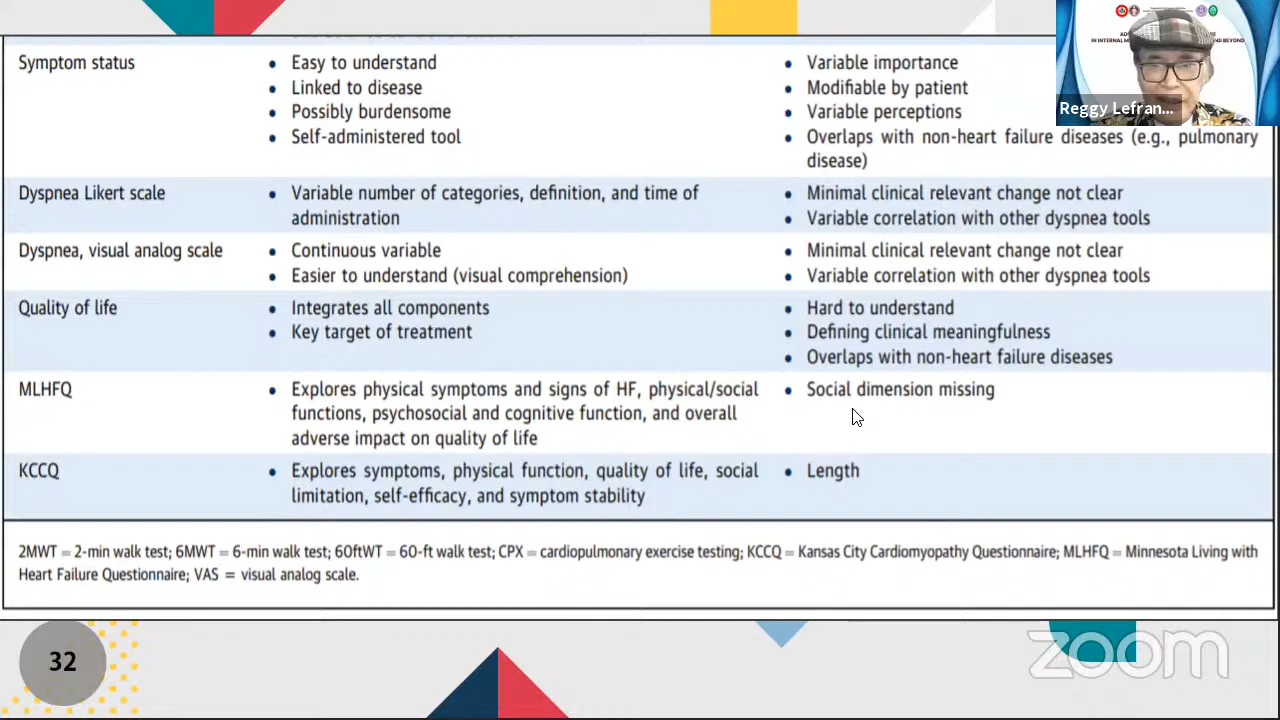 Symptom status
• Easy to understand
• Linked to disease
• Possibly burdensome
• Self-administered tool
• Variable importance
• Modifiable by patient
• Variable perceptions
• Overlaps with non-heart failure diseases (e.g., pulmonary
disease)
Dyspnea Likert scale
• Variable number of categories, definition, and time of
administration
• Minimal clinical relevant change not clear
• Variable correlation with other dyspnea tools
Dyspnea, visual analog scale
• Continuous variable
• Easier to understand (visual comprehension)
• Minimal clinical relevant change not clear
• Variable correlation with other dyspnea tools
Quality of life
• Integrates all components
• Key target of treatment
• Hard to understand
• Defining clinical meaningfulness
• Overlaps with non-heart failure diseases
MLHFQ
• Explores physical symptoms and signs of HF, physical/social
functions, psychosocial and cognitive function, and overall
adverse impact on quality of life
• Social dimension missing
KCCQ
• Explores symptoms, physical function, quality of life, social
limitation, self-efficacy, and symptom stability
• Length
2MWT = 2-min walk test; 6MWT = 6-min walk test; 60ftWT = 60-ft walk test; CPX = cardiopulmonary exercise testing; KCCQ = Kansas City Cardiomyopathy Questionnaire; MLHFQ = Minnesota Living with
Heart Failure Questionnaire; VAS = visual analog scale.
Reggy Lefran...
32
zoom